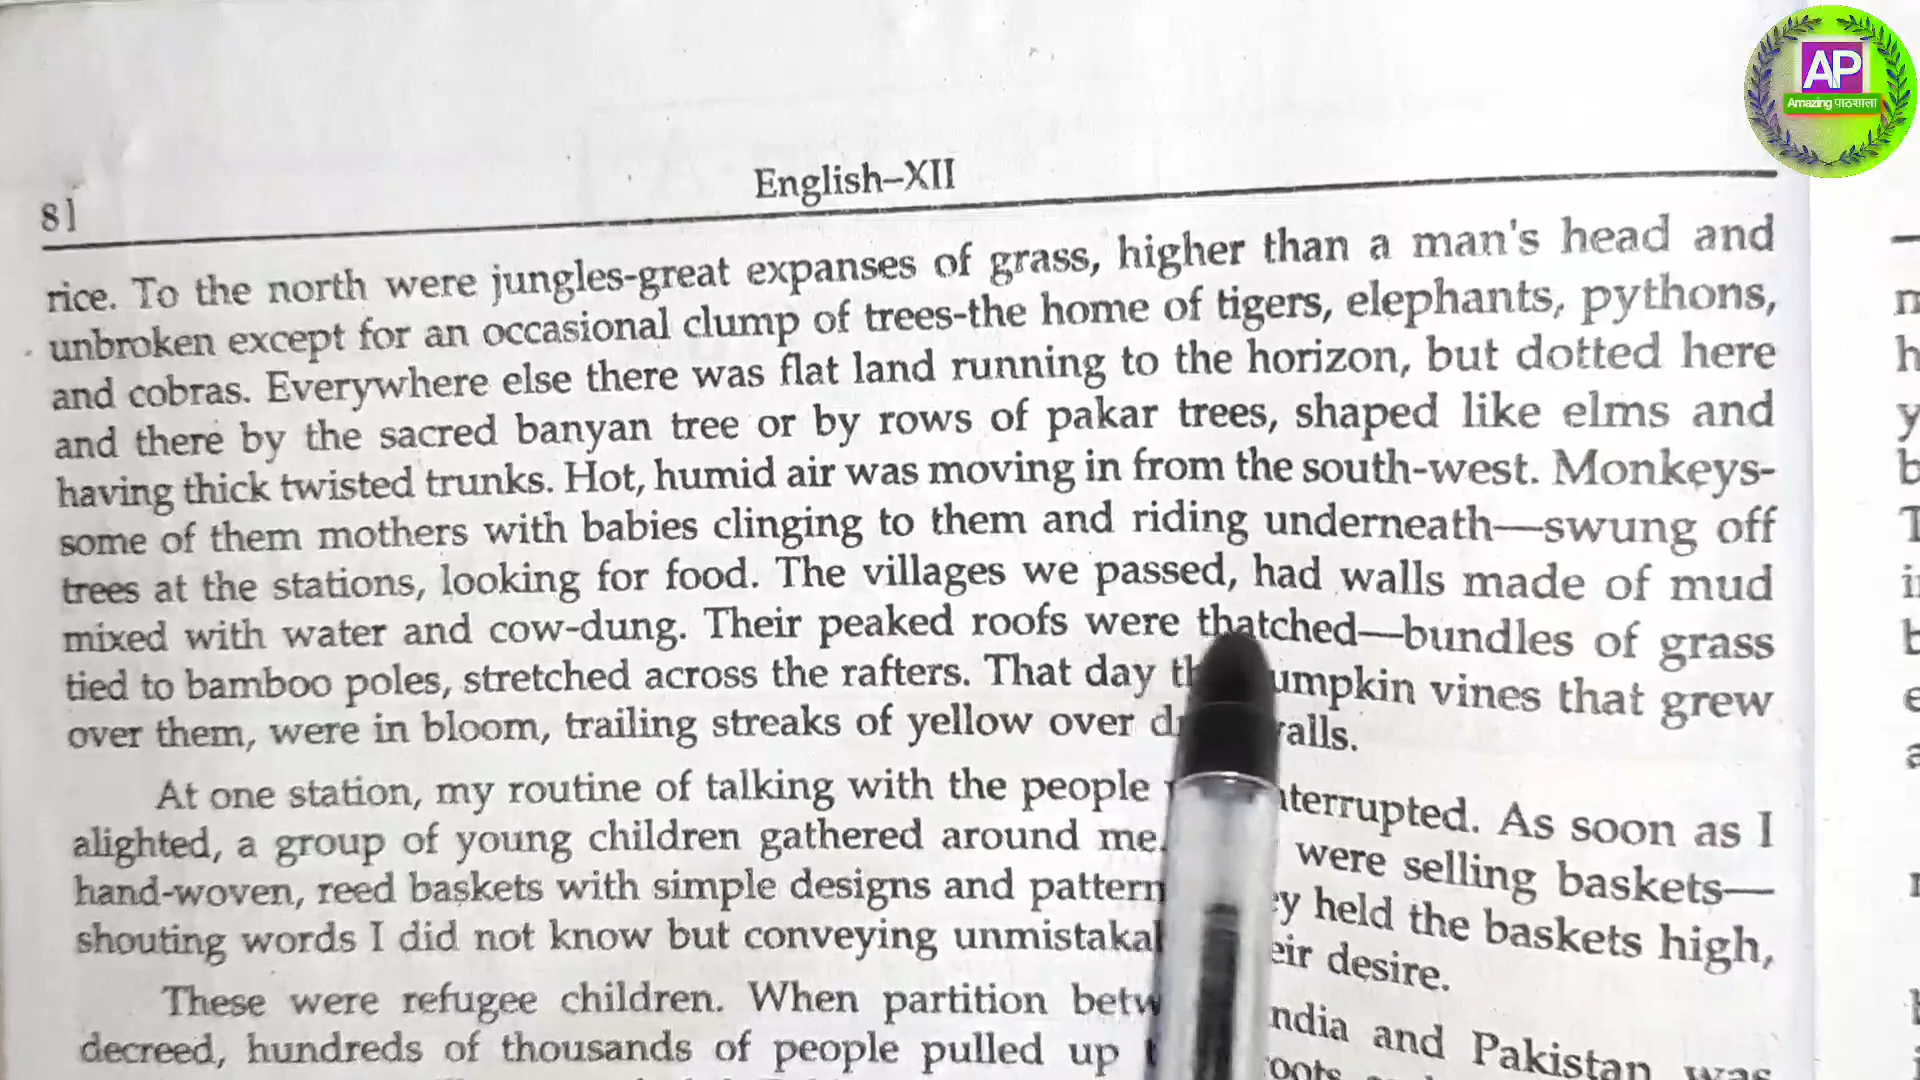 AP
Amazing पाठशाला
English–XII
81
rice. To the north were jungles-great expanses of grass, higher than a man's head and
unbroken except for an occasional clump of trees-the home of tigers, elephants, pythons,
and cobras. Everywhere else there was flat land running to the horizon, but dotted here
and there by the sacred banyan tree or by rows of pakar trees, shaped like elms and
having thick twisted trunks. Hot, humid air was moving in from the south-west. Monkeys-
some of them mothers with babies clinging to them and riding underneath—swung off
trees at the stations, looking for food. The villages we passed, had walls made of mud
mixed with water and cow-dung. Their peaked roofs were thatched—bundles of grass
tied to bamboo poles, stretched across the rafters. That day umpkin vines that grew
over them, were in bloom, trailing streaks of yellow over alls.
At one station, my routine of talking with the people terrupted. As soon as I
alighted, a group of young children gathered around me. were selling baskets—
hand-woven, reed baskets with simple designs and pattern ey held the baskets high,
shouting words I did not know but conveying unmistaka eir desire.
These were refugee children. When partition betw ndia and Pakistan was
decreed, hundreds of thousands of people pulled up oots